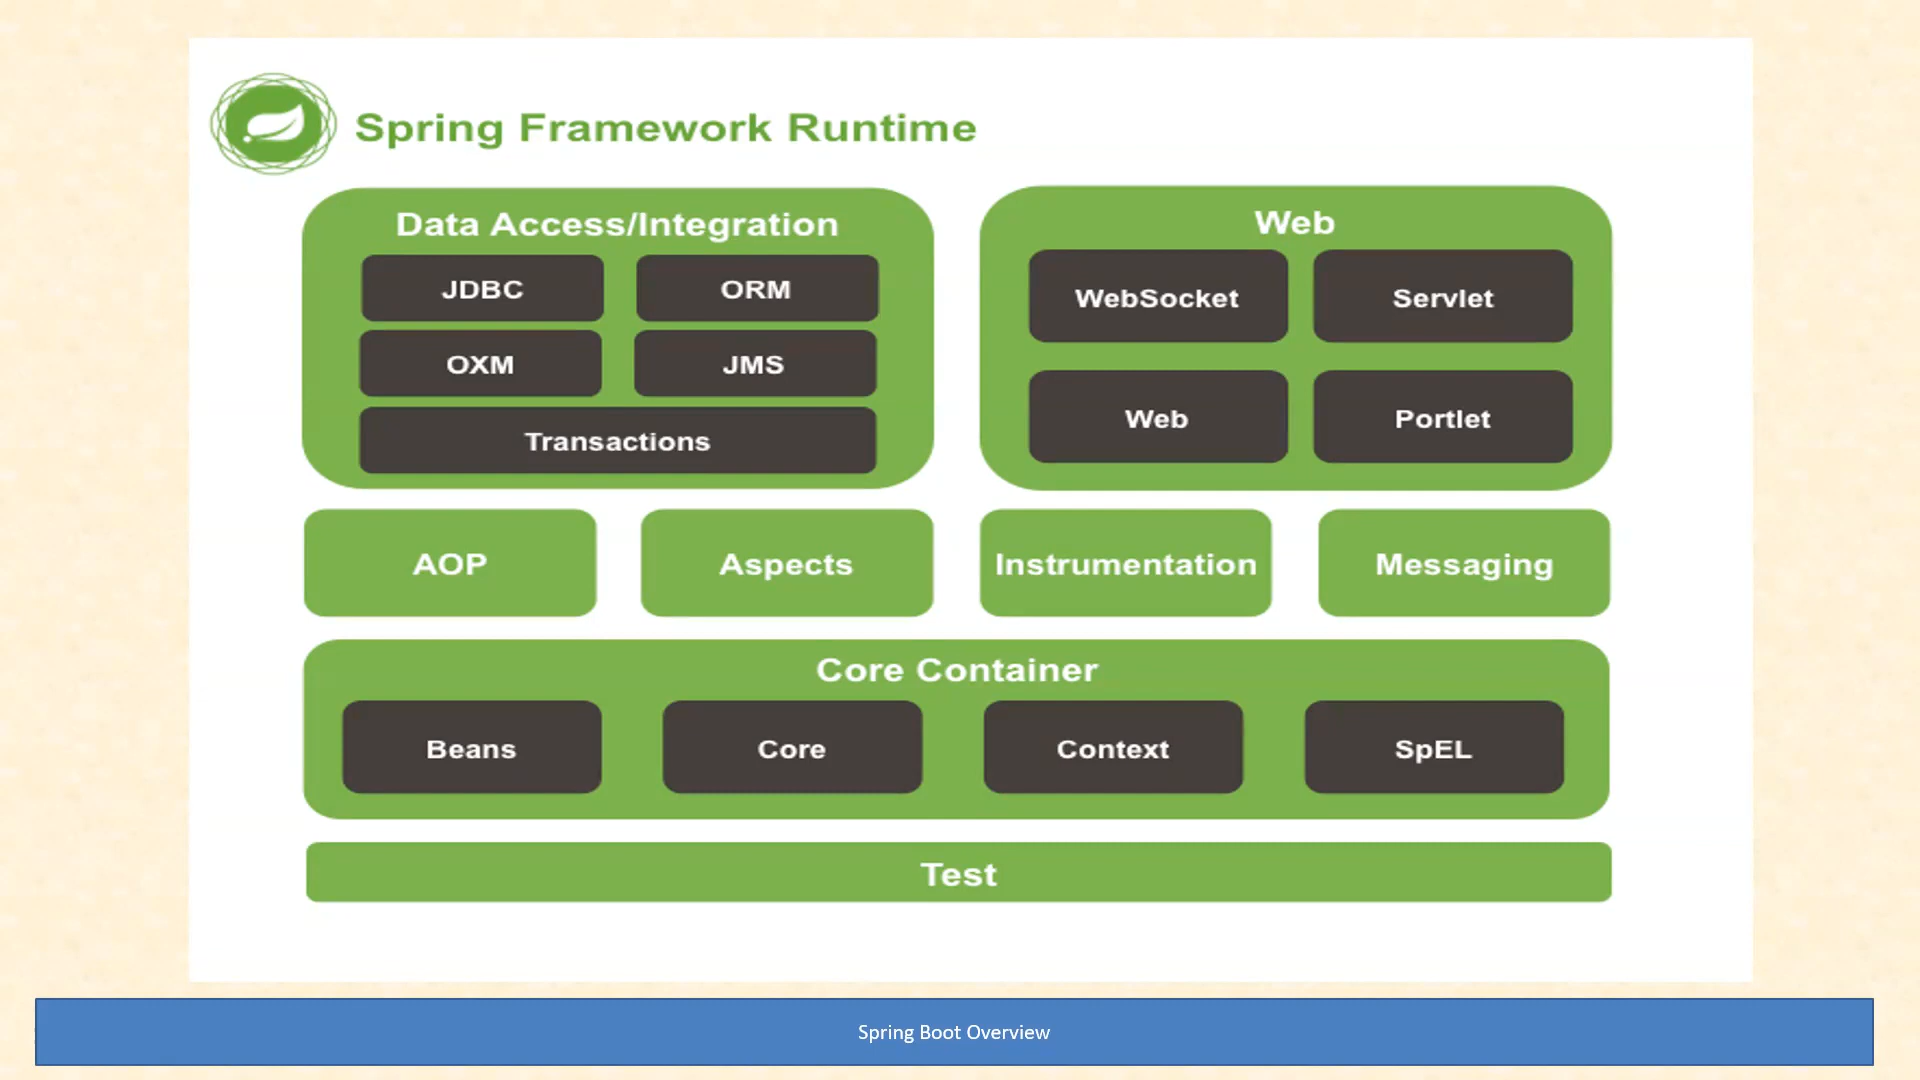 Spring Framework Runtime
Data Access/Integration
JDBC
ORM
OXM
JMS
Transactions
Web
WebSocket
Servlet
Web
Portlet
AOP
Aspects
Instrumentation
Messaging
Core Container
Beans
Core
Context
SpEL
Test
Spring Boot Overview